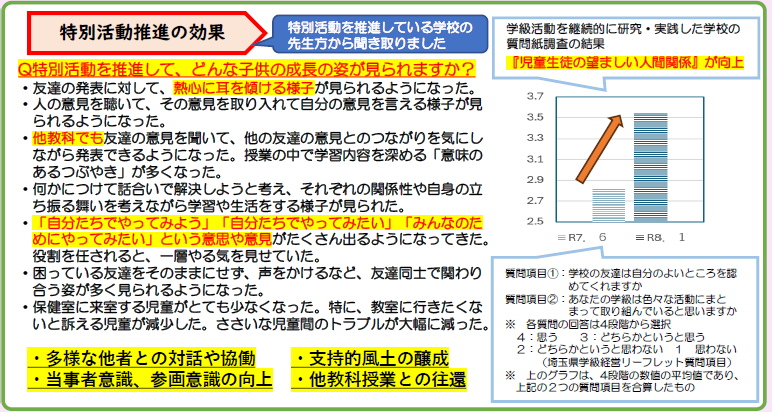 特別活動推進の効果
特別活動を推進している学校の
先生方から聞き取りました
Q特別活動を推進して、どんな子供の成長の姿が見られますか？
・友達の発表に対して、熱心に耳を傾ける様子が見られるようになった。
・人の意見を聴いて、その意見を取り入れて自分の意見を言える様子が見
られるようになった。
・他教科でも友達の意見を聞いて、他の友達の意見とのつながりを気にし
ながら発表できるようになった。授業の中で学習内容を深める「意味の
あるつぶやき」が多くなった。
・何かにつけて話合いで解決しようと考え、それぞれの関係性や自身の立
ち振る舞いを考えながら学習や生活をする様子が見られた。
・「自分たちでやってみよう」「自分たちでやってみたい」「みんなのた
めにやってみたい」という意思や意見がたくさん出るようになってきた。
役割を任されると、一層やる気を見せていた。
・困っている友達をそのままにせず、声をかけるなど、友達同士で関わり
合う姿が多く見られるようになった。
・保健室に来室する児童がとても少なくなった。特に、教室に行きたくな
いと訴える児童が減少した。ささいな児童間のトラブルが大幅に減った。
・多様な他者との対話や協働
・支持的風土の醸成
・当事者意識、参画意識の向上
・他教科授業との往還
学級活動を継続的に研究・実践した学校の
質問紙調査の結果
『児童生徒の望ましい人間関係』が向上
3.7
3.5
3.3
3.1
2.9
2.7
2.5
R7．6
R8．1
質問項目①：学校の友達は自分のよいところを認
めてくれますか
質問項目②：あなたの学級は色々な活動にまと
まって取り組んでいると思いますか
※　各質問の回答は4段階から選択
４：思う　３：どちらかというと思う
２：どちらかというと思わない　１　思わない
（埼玉県学級経営リーフレット質問項目）
※　上のグラフは、4段階の数値の平均値であり、
上記の２つの質問項目を合算したもの